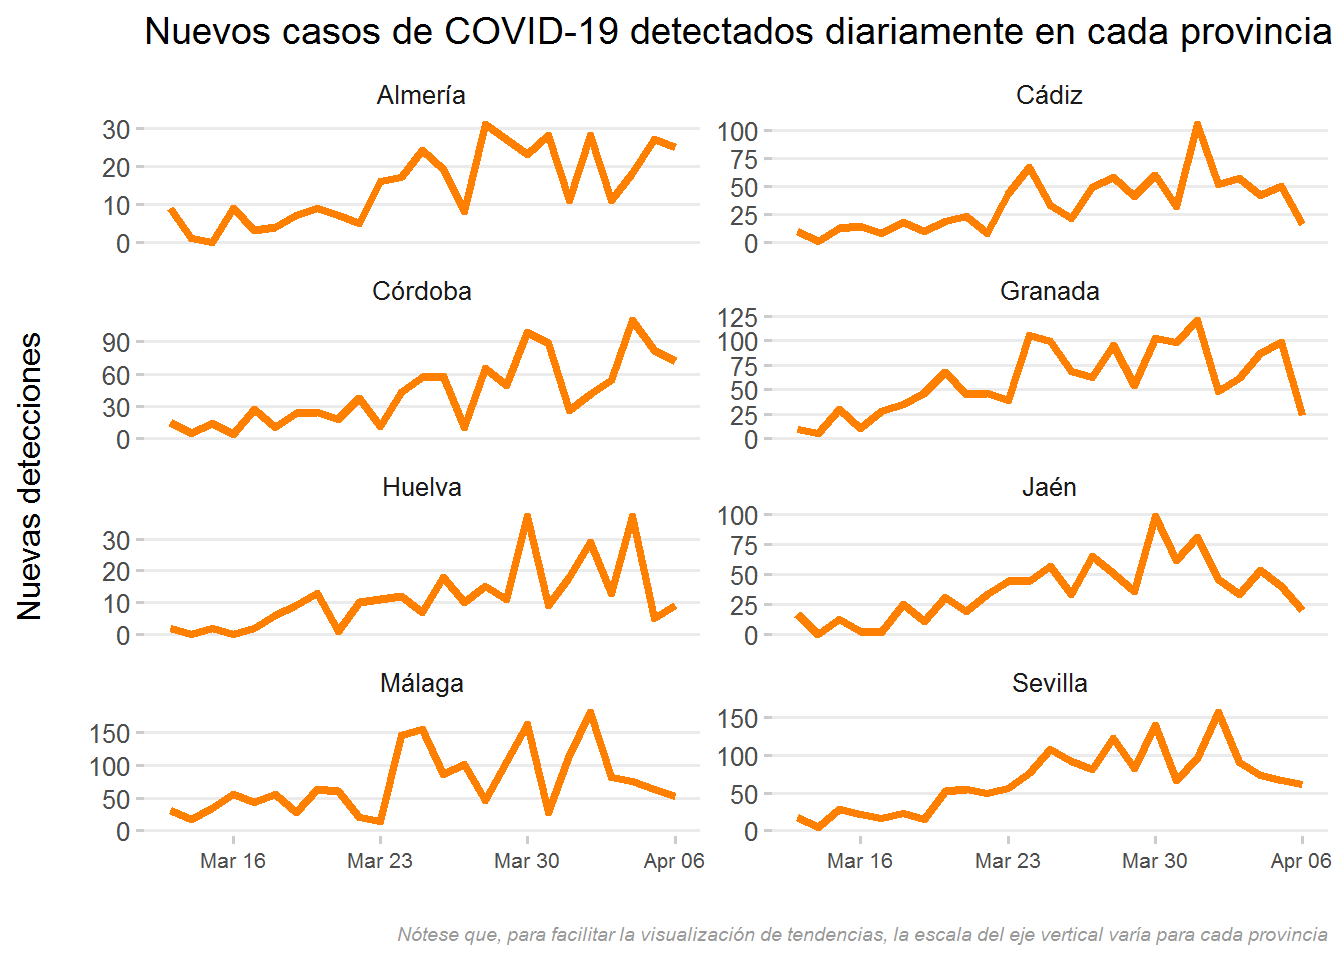 Nuevos casos de COVID-19 detectados diariamente en cada provincia
Nuevas detecciones
Almería
30
20
10
0
Cádiz
100
75
50
25
0
Córdoba
90
60
30
0
Granada
125
100
75
50
25
0
Huelva
30
20
10
0
Jaén
100
75
50
25
0
Málaga
150
100
50
0
Sevilla
150
100
50
0
Mar 16 Mar 23 Mar 30 Apr 06
Mar 16 Mar 23 Mar 30 Apr 06
Nótese que, para facilitar la visualización de tendencias, la escala del eje vertical varía para cada provincia